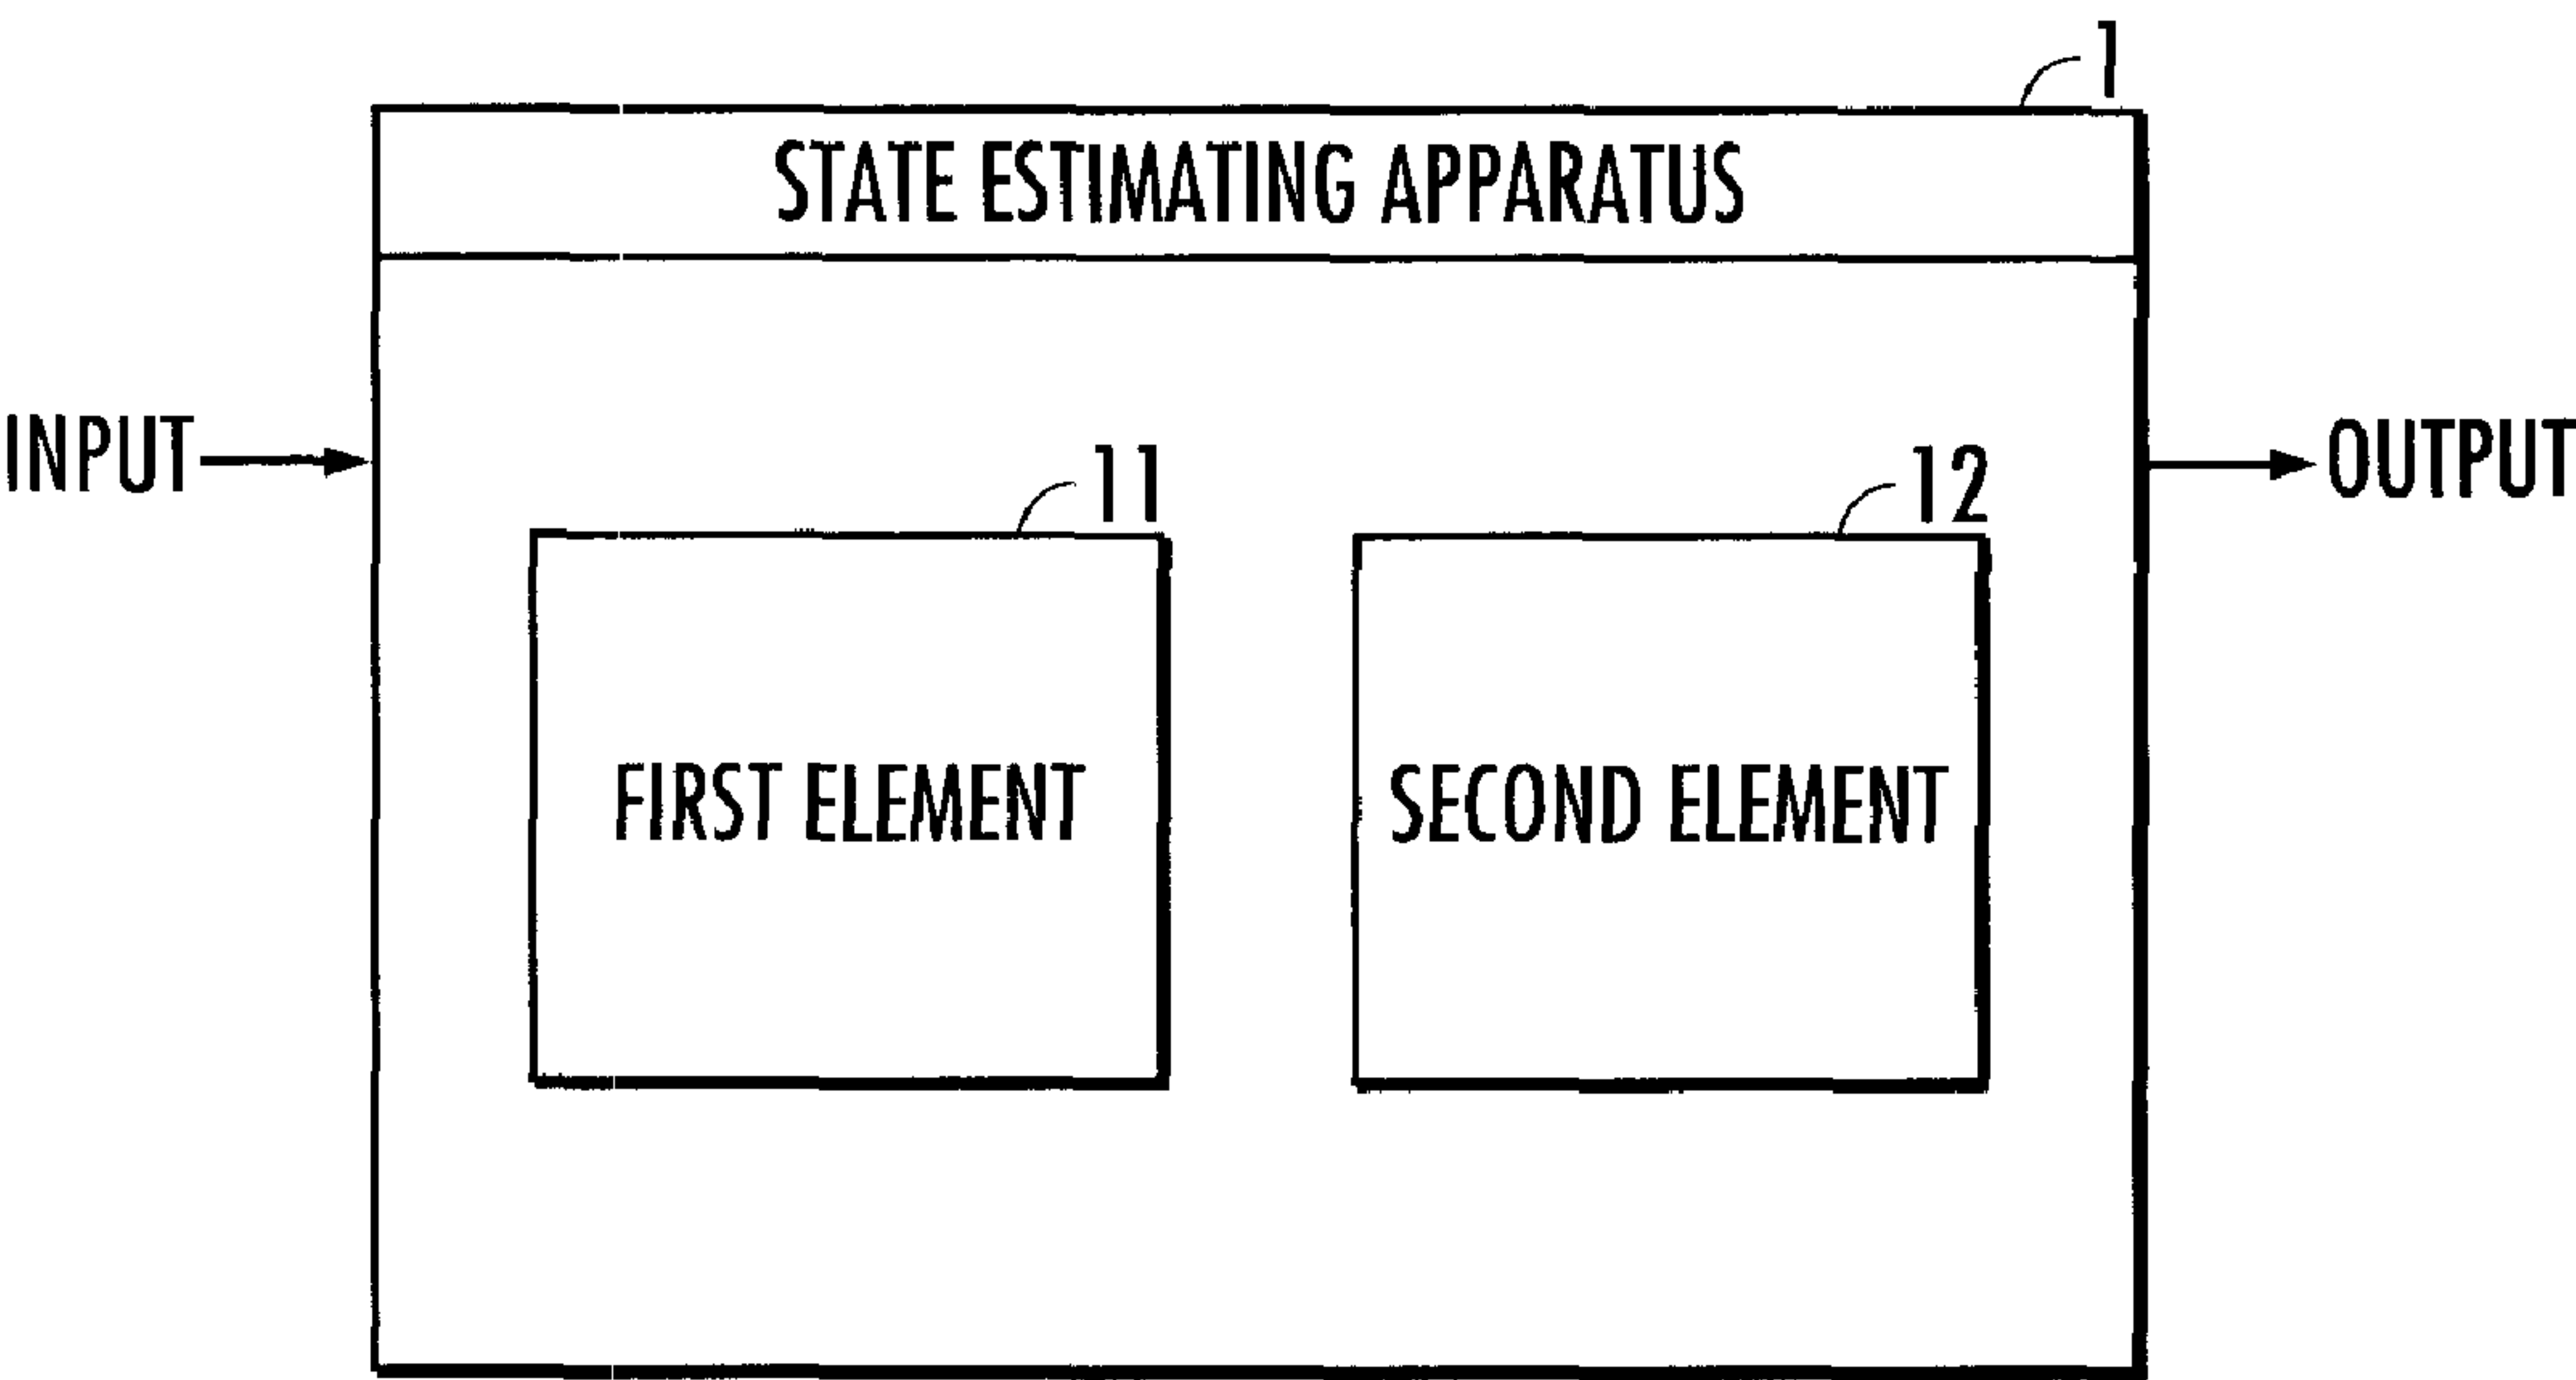 1
STATE ESTIMATING APPARATUS
INPUT
OUTPUT
11
12
FIRST ELEMENT
SECOND ELEMENT